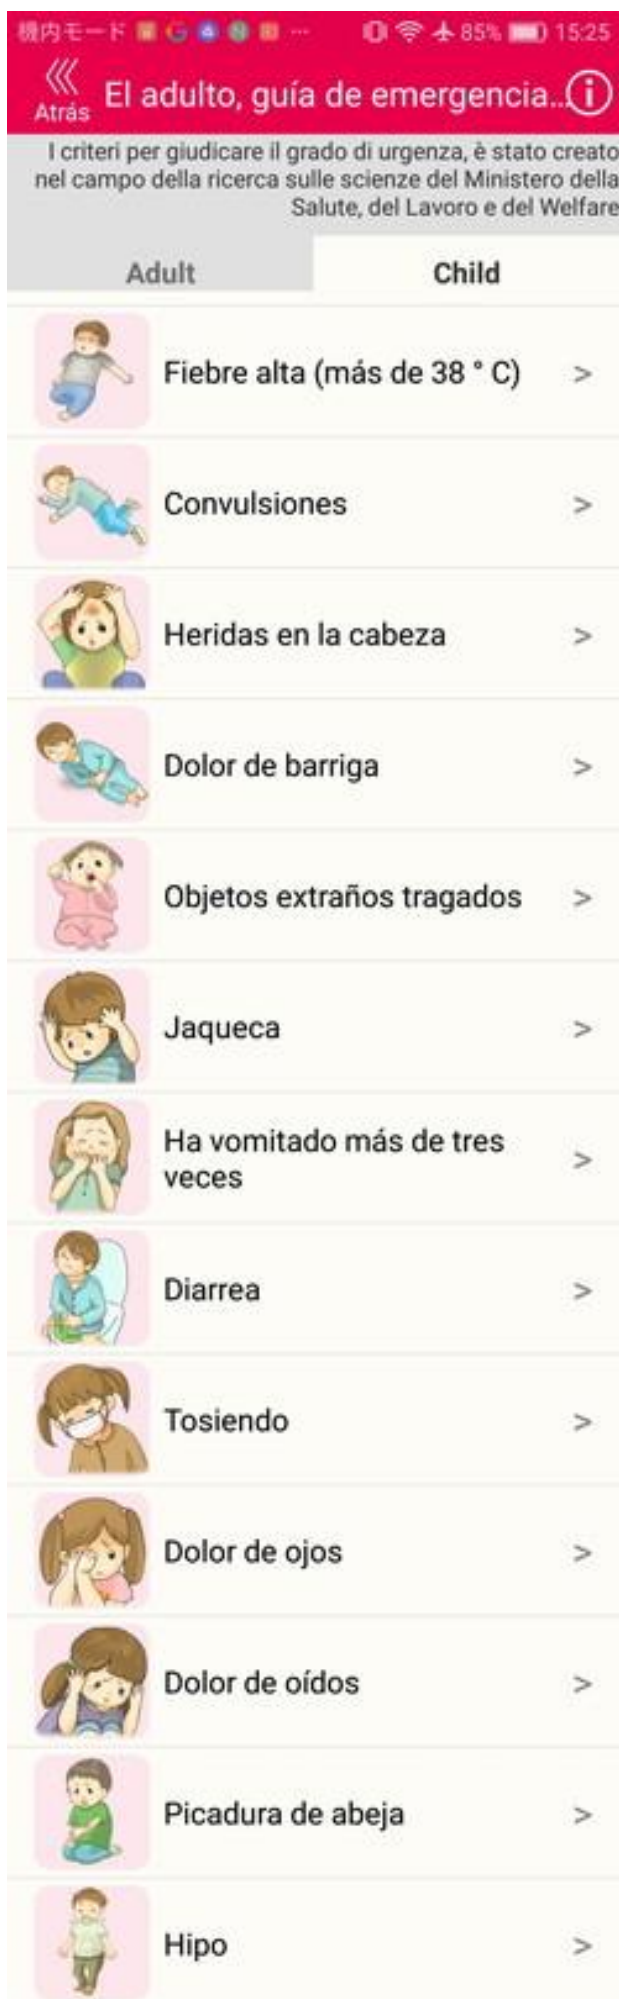 機内モード 85% 15:25
Atrás El adulto, guía de emergencia...
I criteri per giudicare il grado di urgenza, è stato creato
nel campo della ricerca sulle scienze del Ministero della
Salute, del Lavoro e del Welfare
Adult Child
Fiebre alta (más de 38 ° C) >
Convulsiones >
Heridas en la cabeza >
Dolor de barriga >
Objetos extraños tragados >
Jaqueca >
Ha vomitado más de tres
veces >
Diarrea >
Tosiendo >
Dolor de ojos >
Dolor de oídos >
Picadura de abeja >
Hipo >